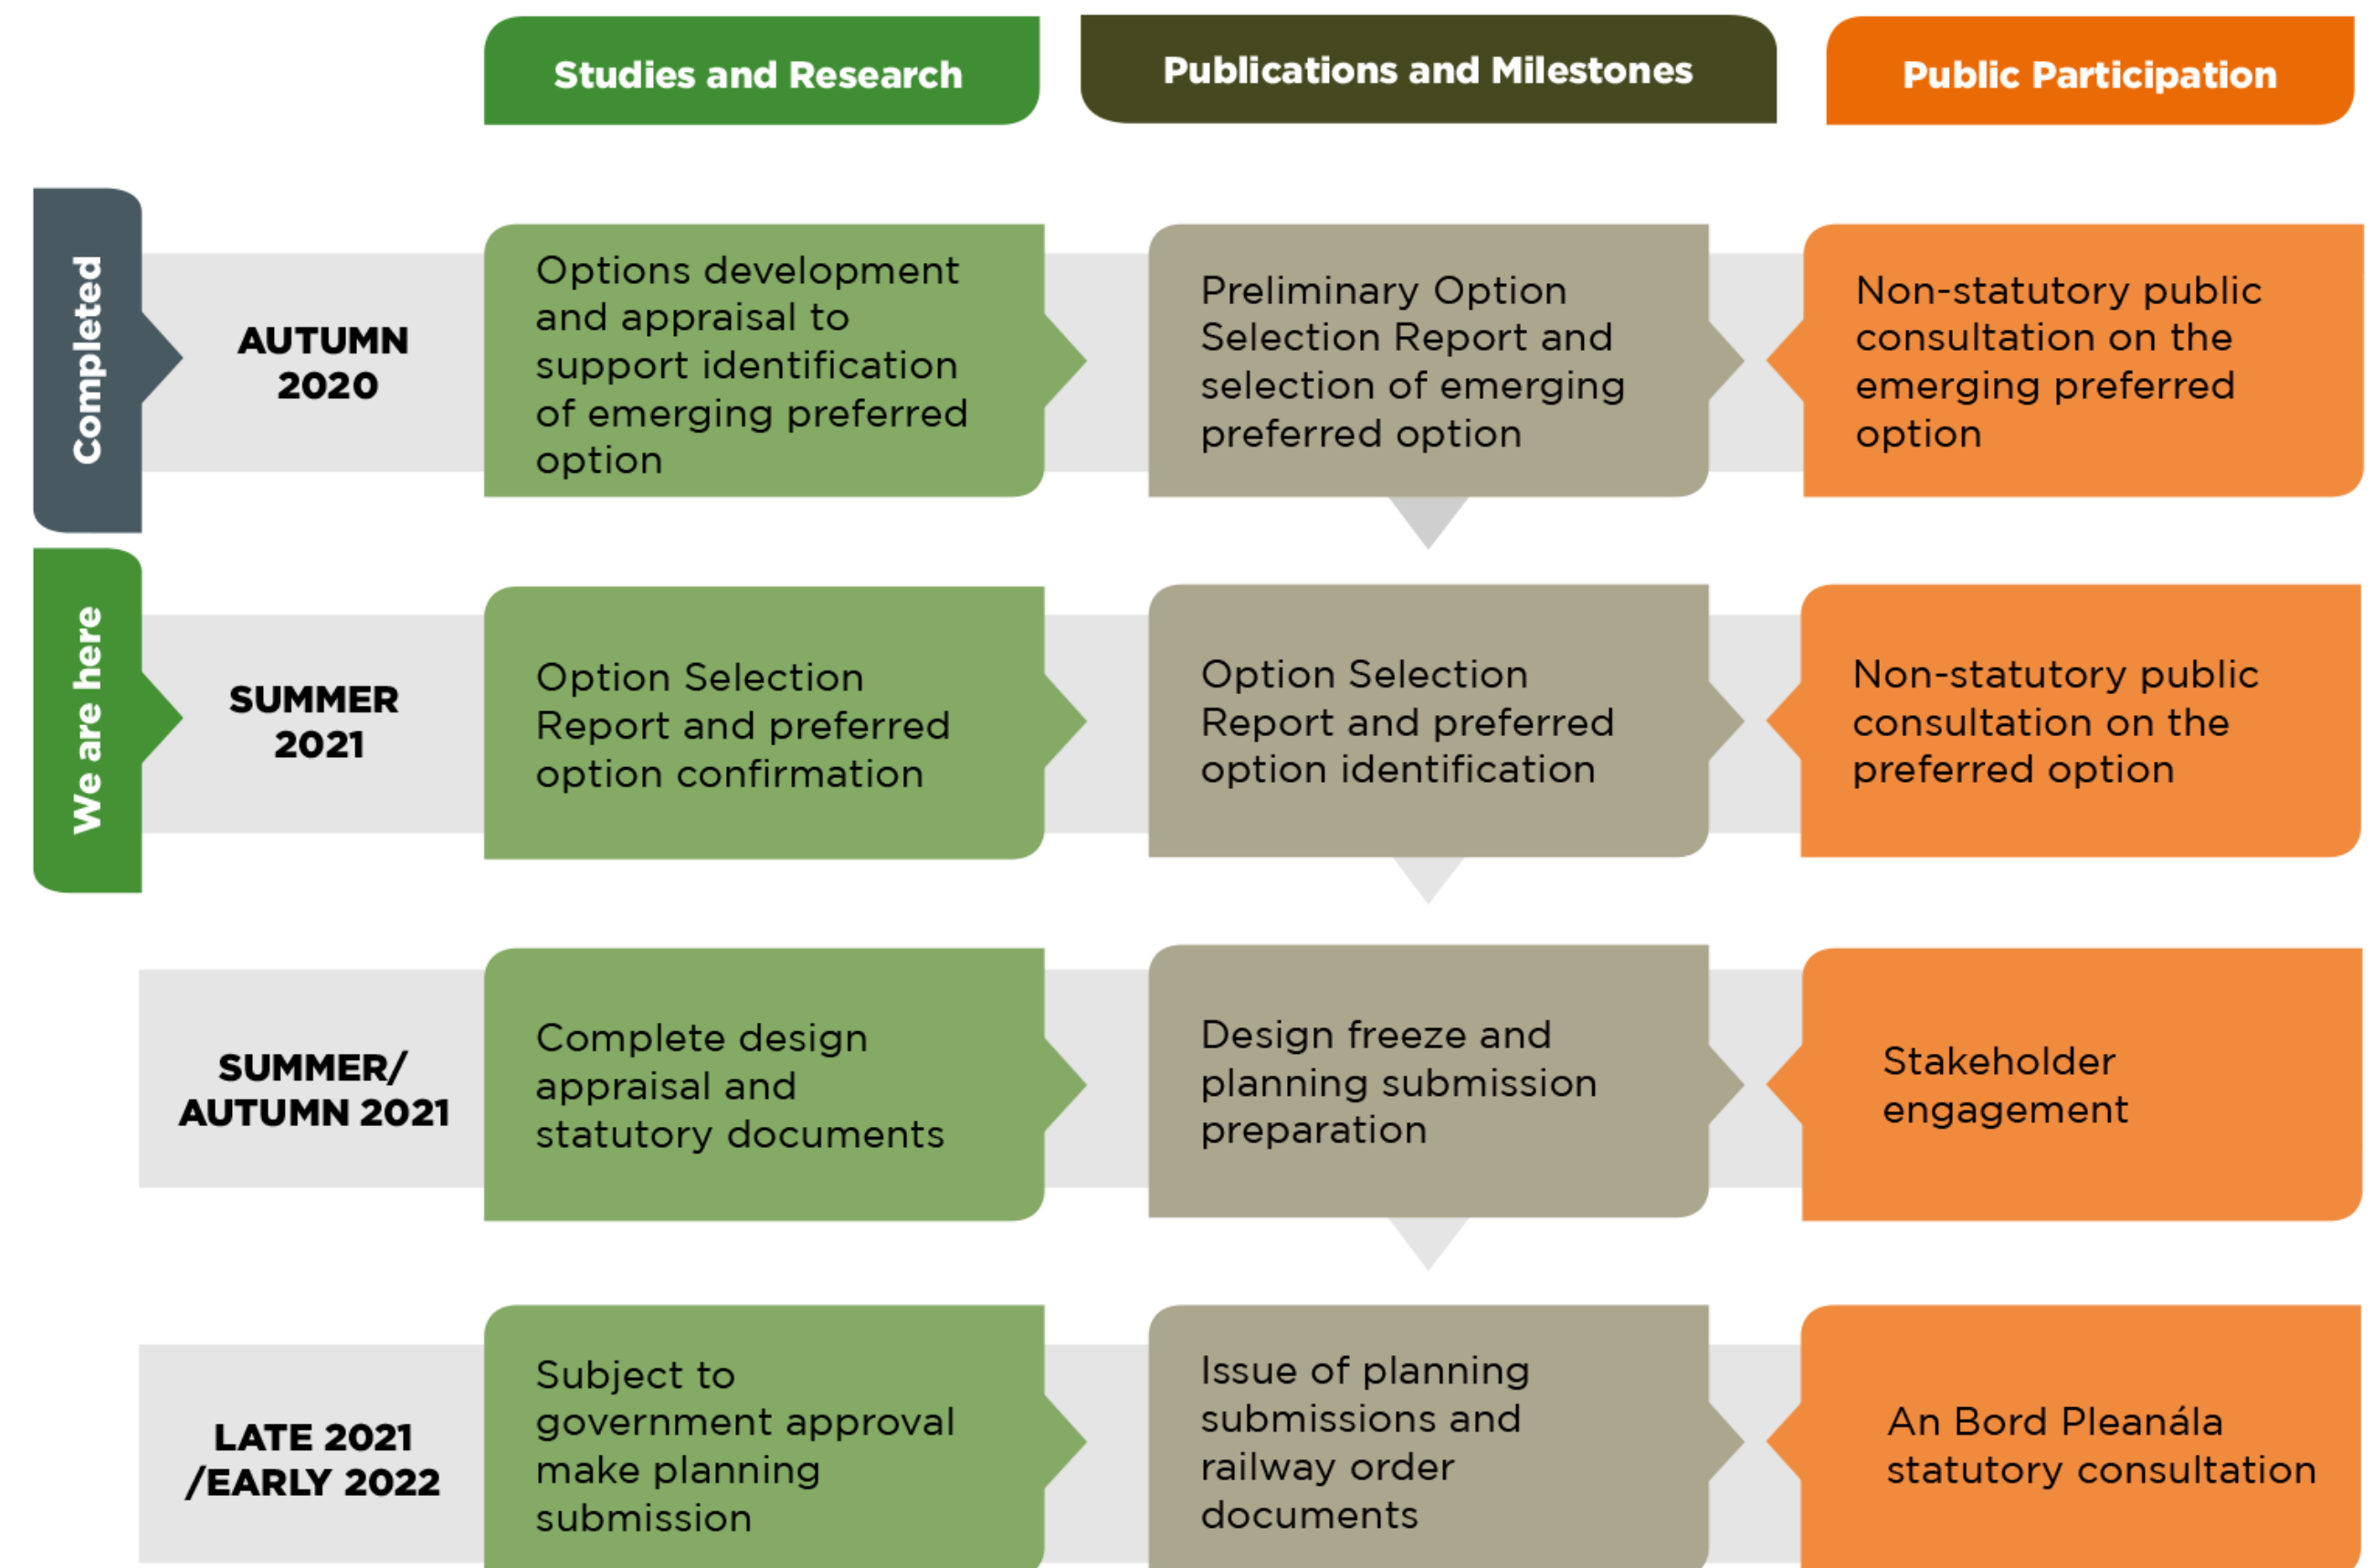 Studies and Research
Publications and Milestones
Public Participation
Completed
AUTUMN
2020
Options development
and appraisal to
support identification
of emerging preferred
option
Preliminary Option
Selection Report and
selection of emerging
preferred option
Non-statutory public
consultation on the
emerging preferred
option
We are here
SUMMER
2021
Option Selection
Report and preferred
option confirmation
Option Selection
Report and preferred
option identification
Non-statutory public
consultation on the
preferred option
SUMMER/
AUTUMN 2021
Complete design
appraisal and
statutory documents
Design freeze and
planning submission
preparation
Stakeholder
engagement
LATE 2021
/EARLY 2022
Subject to
government approval
make planning
submission
Issue of planning
submissions and
railway order
documents
An Bord Pleanála
statutory consultation